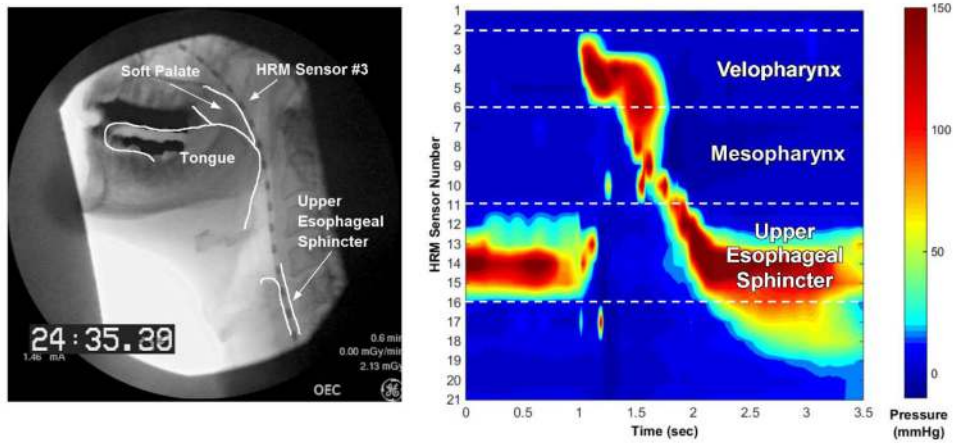 Soft Palate
HRM Sensor #3
Tongue
Upper
Esophageal
Sphincter
24:35.30
1.46 mA
0.6 min
0.00 mGy/min
2.13 mGy
OEC
GE
HRM Sensor Number
1
2
3
4
5
6
7
8
9
10
11
12
13
14
15
16
17
18
19
20
21
Velopharynx
Mesopharynx
Upper
Esophageal
Sphincter
0
0.5
1
1.5
2
2.5
3
3.5
Time (sec)
150
100
50
0
Pressure
(mmHg)